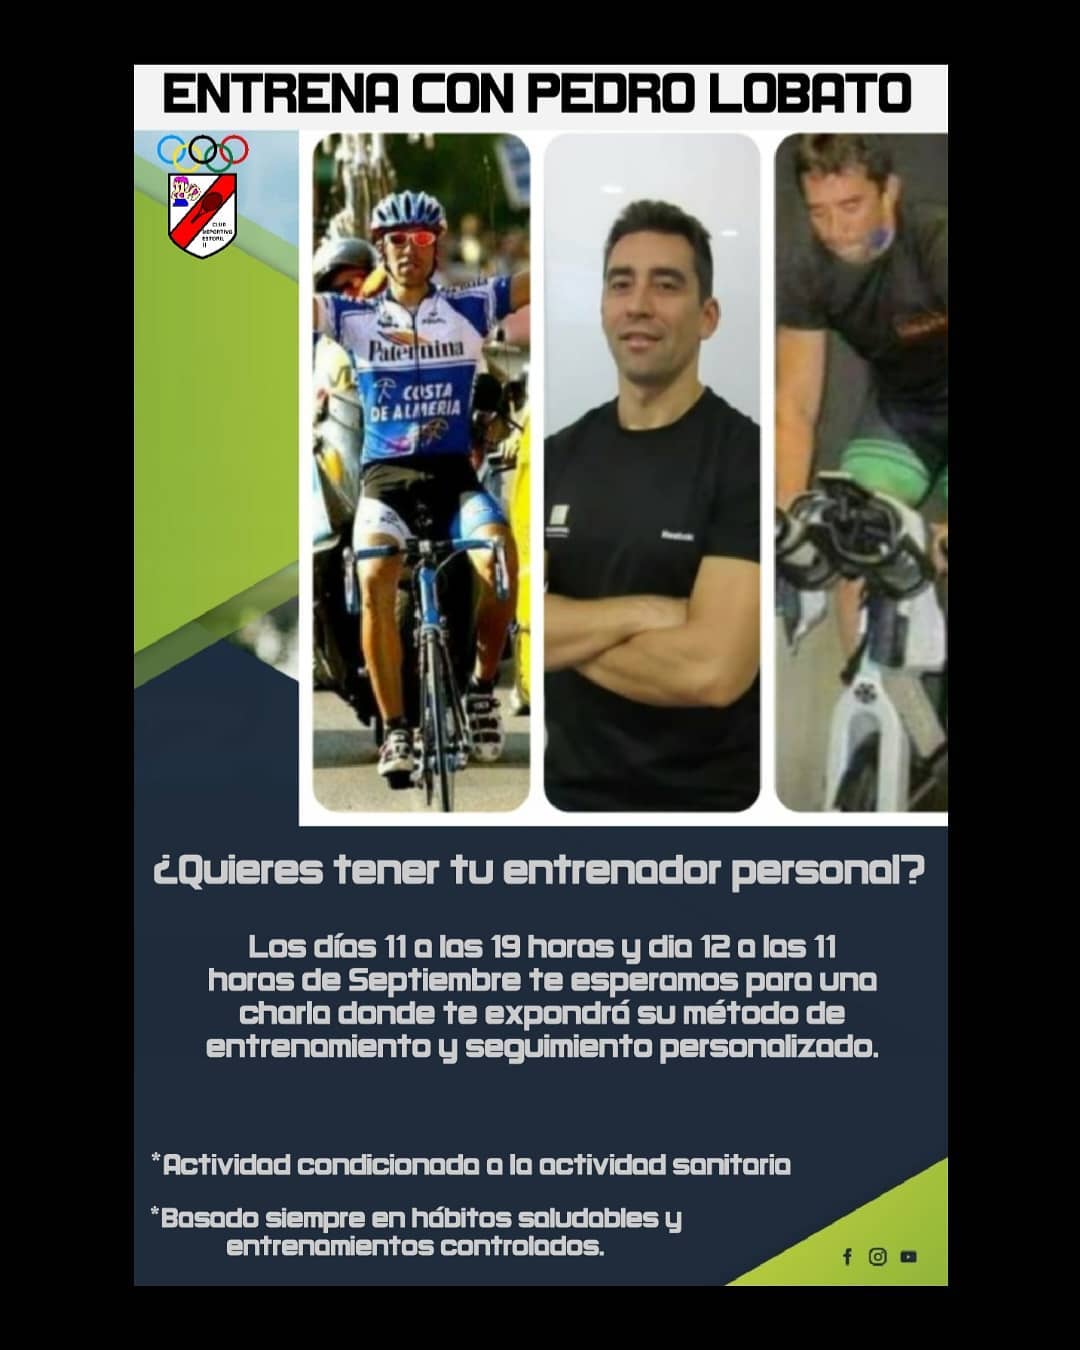 ENTRENA CON PEDRO LOBATO
CLUB
DEPORTIVO
ESTORIL
II
Paternina
COSTA
DE ALMERIA
Reebok
¿Quieres tener tu entrenador personal?
Los días 11 a las 19 horas y dia 12 a las 11
horas de Septiembre te esperamos para una
charla donde te expondrá su método de
entrenamiento y seguimiento personalizado.
*Actividad condicionada a la actividad sanitaria
*Basado siempre en hábitos saludables y
entrenamientos controlados.